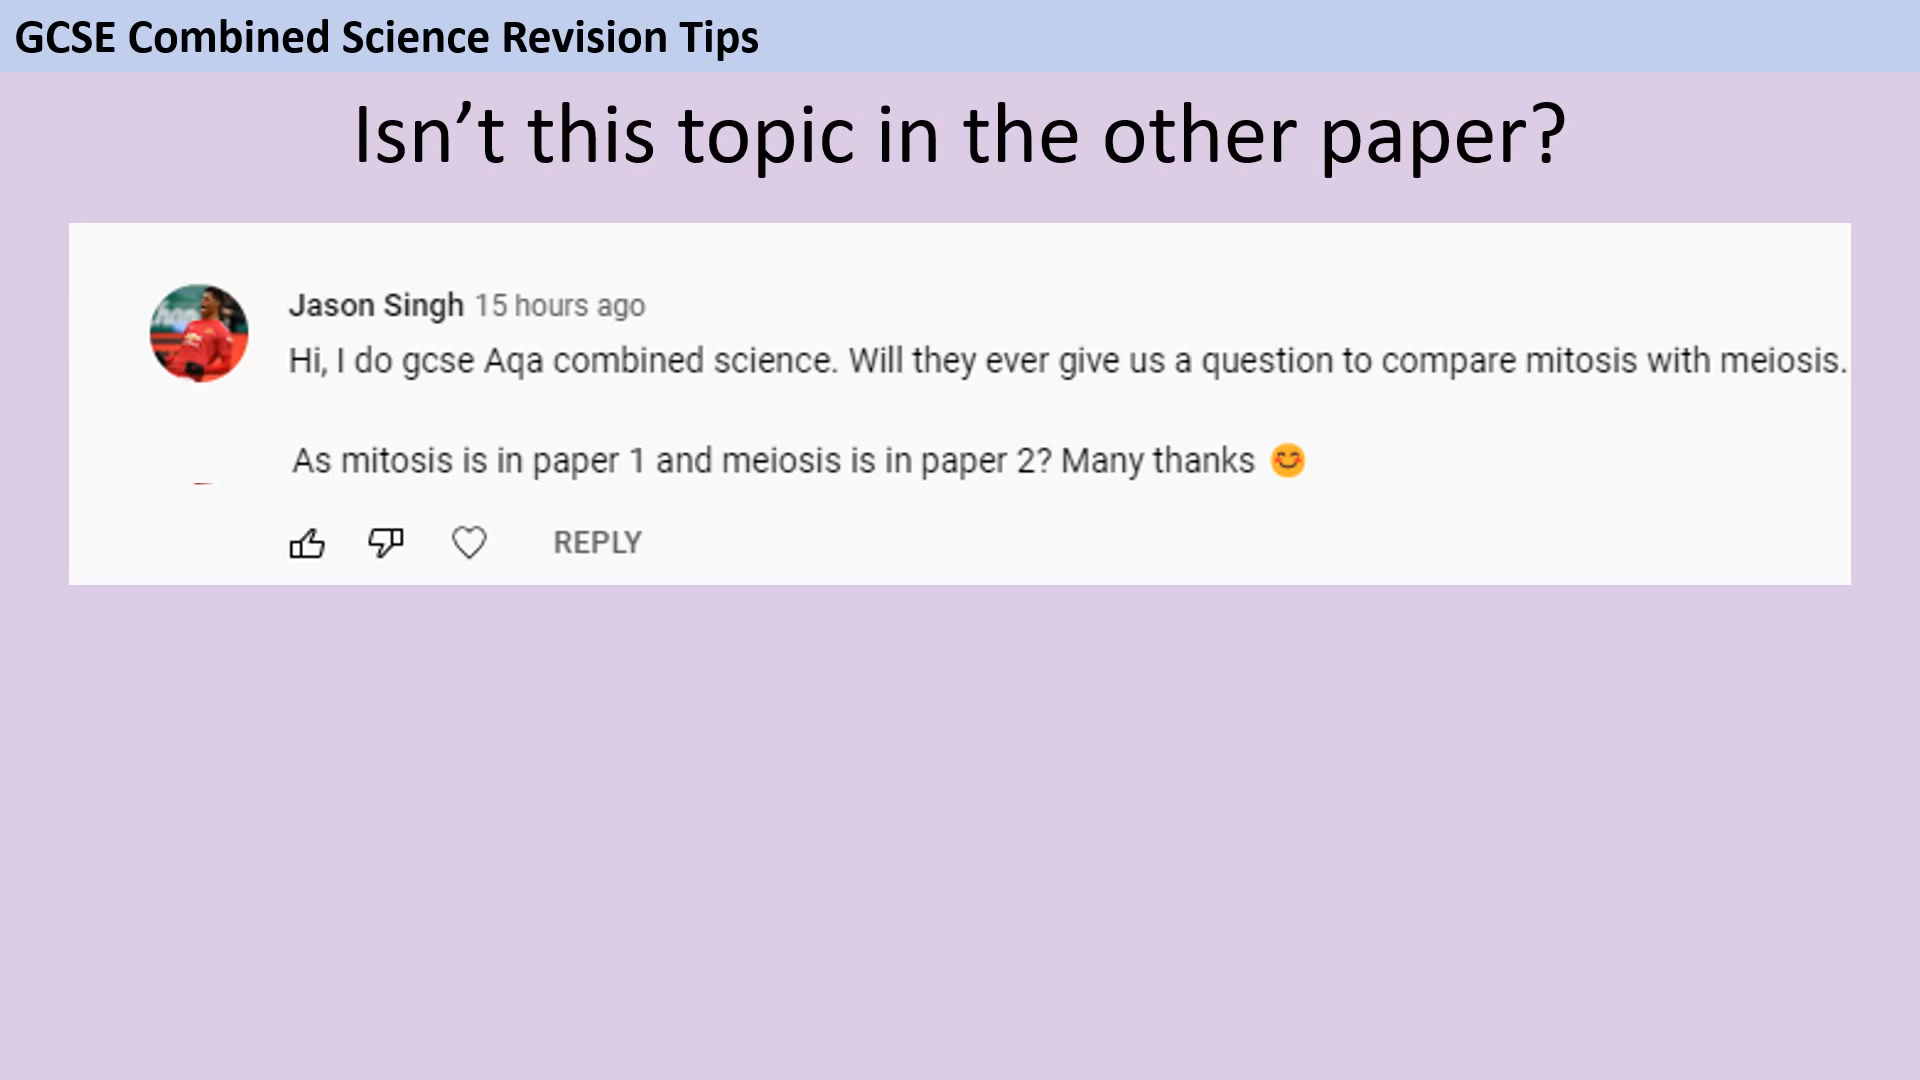 GCSE Combined Science Revision Tips
Isn’t this topic in the other paper?
Jason Singh 15 hours ago
Hi, I do gcse Aqa combined science. Will they ever give us a question to compare mitosis with meiosis.
As mitosis is in paper 1 and meiosis is in paper 2? Many thanks 😊
REPLY